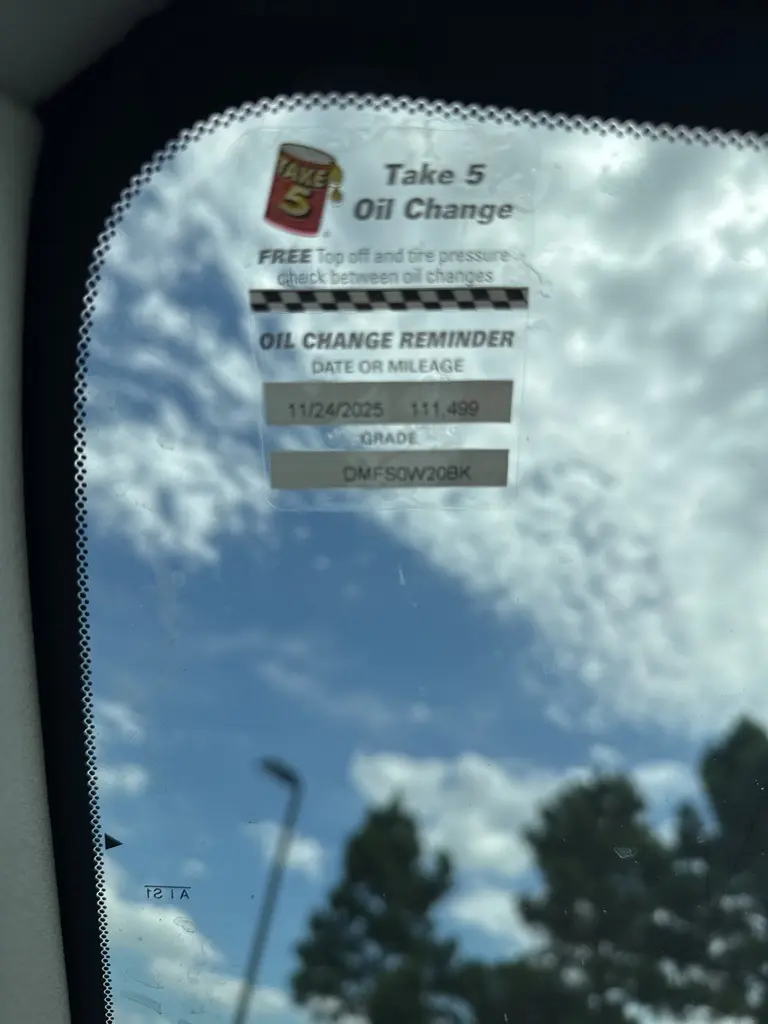 TAKE
5
Take 5
Oil Change
FREE Top off and tire pressure
check between oil changes
OIL CHANGE REMINDER
DATE OR MILEAGE
11/24/2025 111,499
GRADE
DMFS0W20BK
AISI